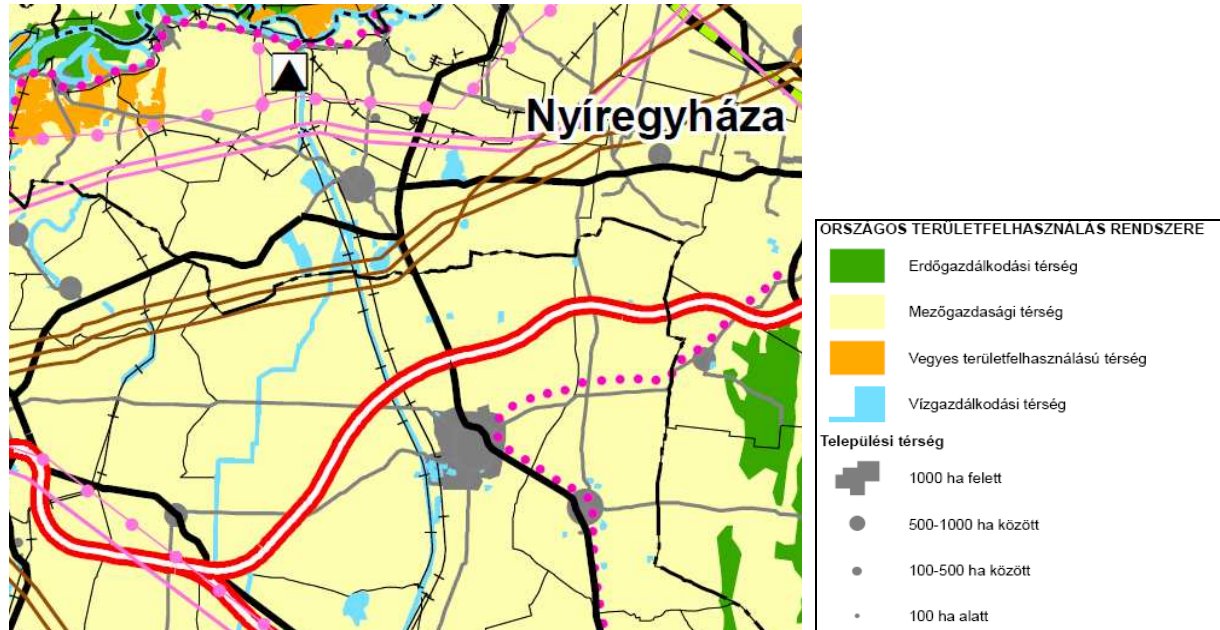 Nyíregyháza
ORSZÁGOS TERÜLETFELHASZNÁLÁS RENDSZERE
Erdőgazdálkodási térség
Mezőgazdasági térség
Vegyes területfelhasználású térség
Vízgazdálkodási térség
Települési térség
1000 ha felett
500-1000 ha között
100-500 ha között
100 ha alatt